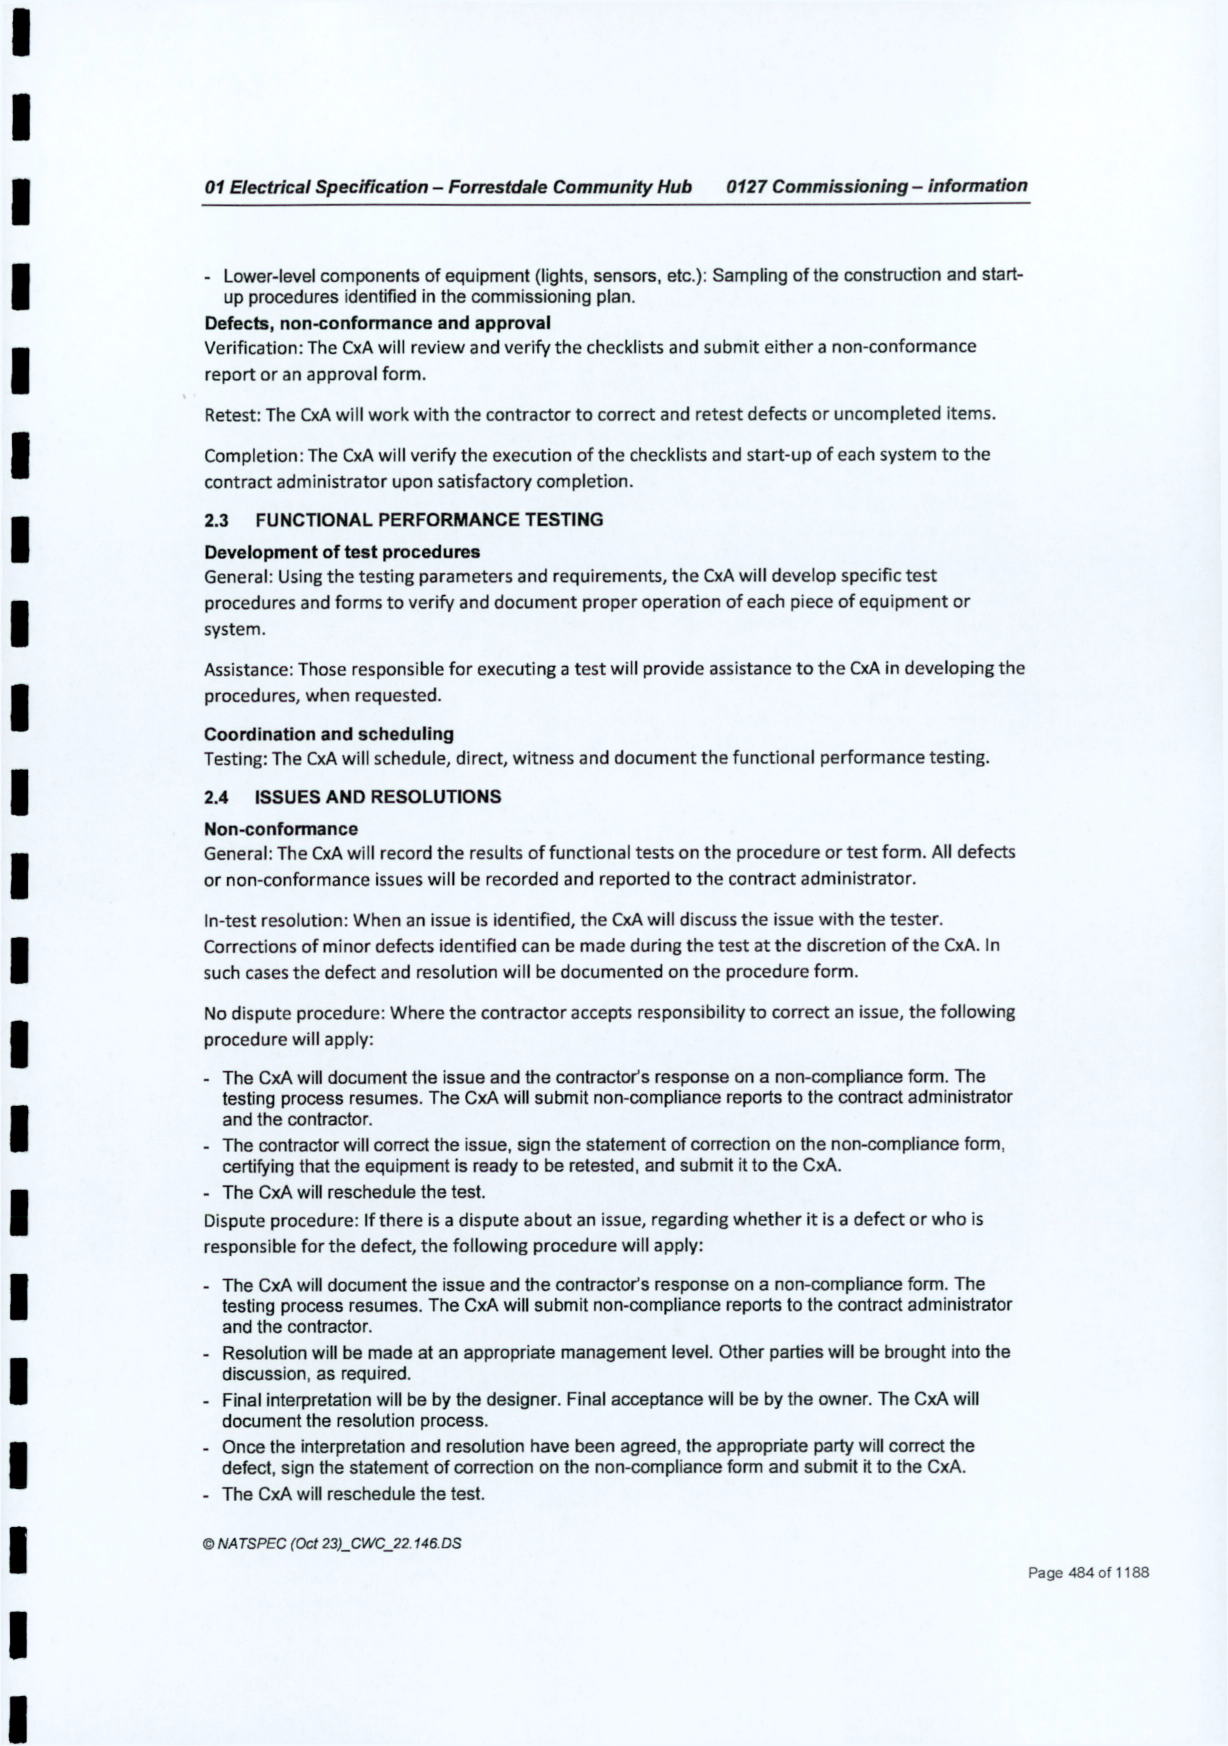 01 Electrical Specification – Forrestdale Community Hub 0127 Commissioning – information
- Lower-level components of equipment (lights, sensors, etc.): Sampling of the construction and start-
up procedures identified in the commissioning plan.
Defects, non-conformance and approval
Verification: The CxA will review and verify the checklists and submit either a non-conformance
report or an approval form.
Retest: The CxA will work with the contractor to correct and retest defects or uncompleted items.
Completion: The CxA will verify the execution of the checklists and start-up of each system to the
contract administrator upon satisfactory completion.
2.3 FUNCTIONAL PERFORMANCE TESTING
Development of test procedures
General: Using the testing parameters and requirements, the CxA will develop specific test
procedures and forms to verify and document proper operation of each piece of equipment or
system.
Assistance: Those responsible for executing a test will provide assistance to the CxA in developing the
procedures, when requested.
Coordination and scheduling
Testing: The CxA will schedule, direct, witness and document the functional performance testing.
2.4 ISSUES AND RESOLUTIONS
Non-conformance
General: The CxA will record the results of functional tests on the procedure or test form. All defects
or non-conformance issues will be recorded and reported to the contract administrator.
In-test resolution: When an issue is identified, the CxA will discuss the issue with the tester.
Corrections of minor defects identified can be made during the test at the discretion of the CxA. In
such cases the defect and resolution will be documented on the procedure form.
No dispute procedure: Where the contractor accepts responsibility to correct an issue, the following
procedure will apply:
- The CxA will document the issue and the contractor's response on a non-compliance form. The
testing process resumes. The CxA will submit non-compliance reports to the contract administrator
and the contractor.
- The contractor will correct the issue, sign the statement of correction on the non-compliance form,
certifying that the equipment is ready to be retested, and submit it to the CxA.
- The CxA will reschedule the test.
Dispute procedure: If there is a dispute about an issue, regarding whether it is a defect or who is
responsible for the defect, the following procedure will apply:
- The CxA will document the issue and the contractor's response on a non-compliance form. The
testing process resumes. The CxA will submit non-compliance reports to the contract administrator
and the contractor.
- Resolution will be made at an appropriate management level. Other parties will be brought into the
discussion, as required.
- Final interpretation will be by the designer. Final acceptance will be by the owner. The CxA will
document the resolution process.
- Once the interpretation and resolution have been agreed, the appropriate party will correct the
defect, sign the statement of correction on the non-compliance form and submit it to the CxA.
- The CxA will reschedule the test.
© NATSPEC (Oct 23)_CWC_22.146.DS
Page 484 of 1188